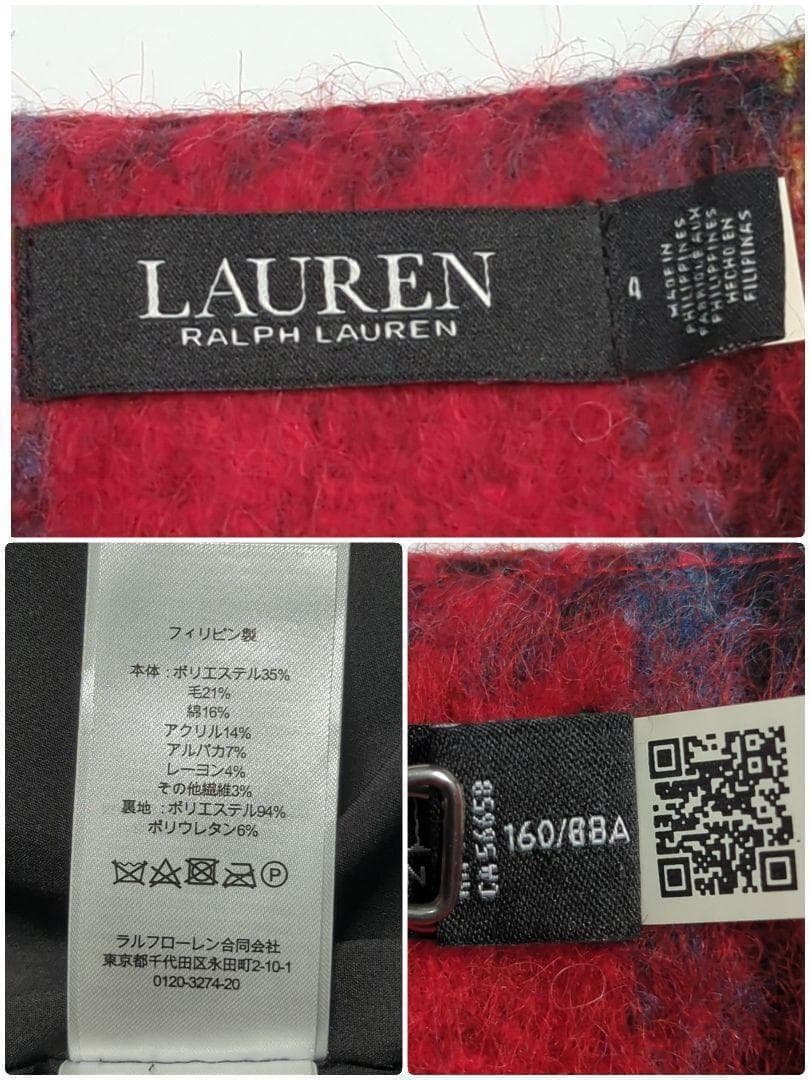 LAUREN
RALPH LAUREN
4
MADE IN
PHILIPPINES
FABRIQUÉ AUX
PHILIPPINES
HECHO EN
FILIPINAS
フィリピン製
本体：ポリエステル35%
毛21%
綿16%
アクリル14%
アルパカ7%
レーヨン4%
その他繊維3%
裏地：ポリエステル94%
ポリウレタン6%
P
ラルフローレン合同会社
東京都千代田区永田町2-10-1
0120-3274-20
160/88A
CA 56658